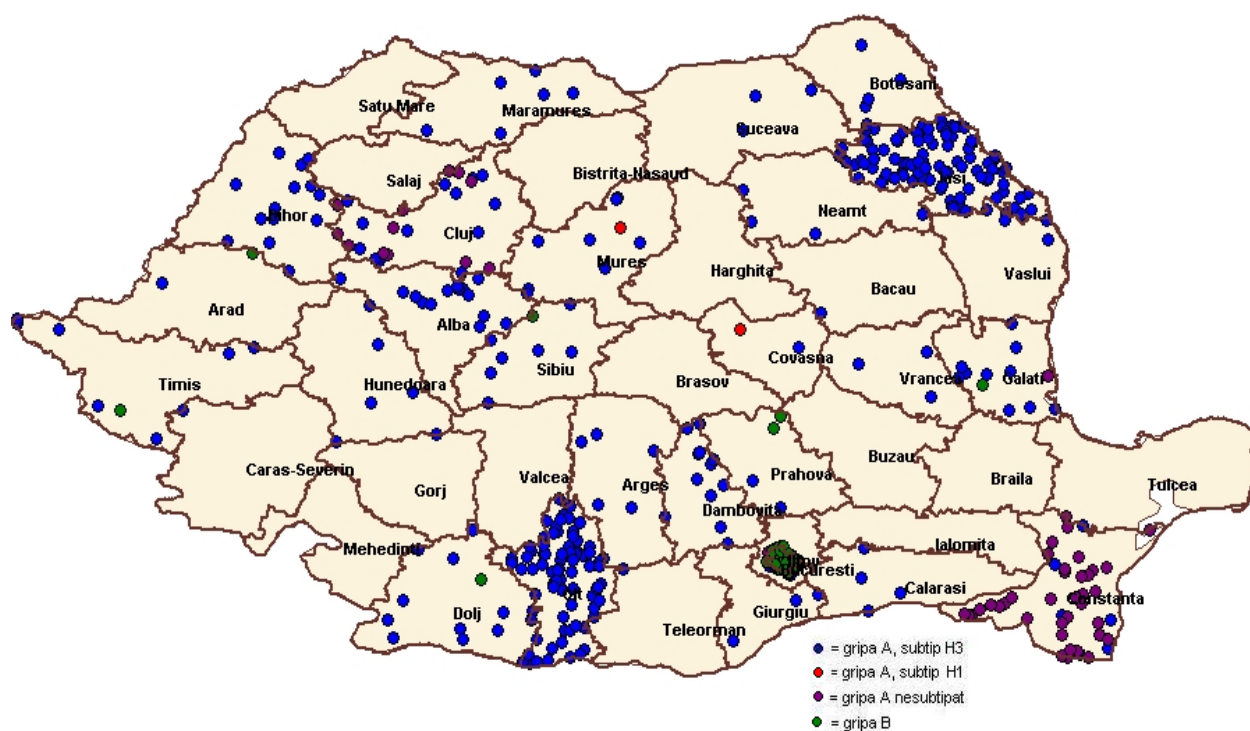 Botosani
Satu Mare
Maramures
Suceava
Iasi
Salaj
Bistrita-Nasaud
Neamt
Bihor
Cluj
Mures
Harghita
Vaslui
Bacau
Arad
Alba
Covasna
Sibiu
Brasov
Vrancea
Galati
Timis
Hunedoara
Caras-Severin
Gorj
Valcea
Arges
Prahova
Buzau
Braila
Tulcea
Dambovita
Mehedinti
Ialomita
Ilfov
Bucuresti
Calarasi
Constanta
Olt
Dolj
Giurgiu
Teleorman
= gripa A, subtip H3
= gripa A, subtip H1
= gripa A nesubtipat
= gripa B